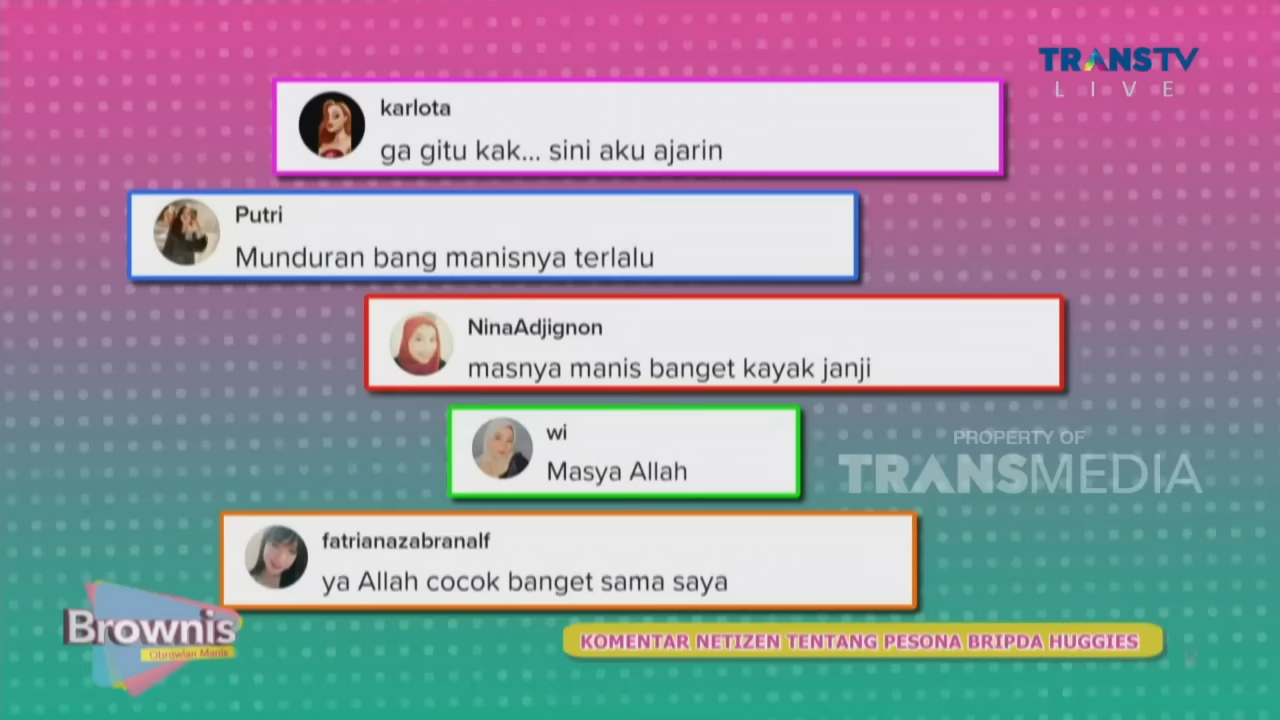 TRANSTV
LIVE
karlota
ga gitu kak... sini aku ajarin
Putri
Munduran bang manisnya terlalu
NinaAdjignon
masnya manis banget kayak janji
wi
Masya Allah
PROPERTY OF
TRANSMEDIA
fatrianazabranalf
ya Allah cocok banget sama saya
Brownis
Obrowlan Manis
KOMENTAR NETIZEN TENTANG PESONA BRIPDA HUGGIES